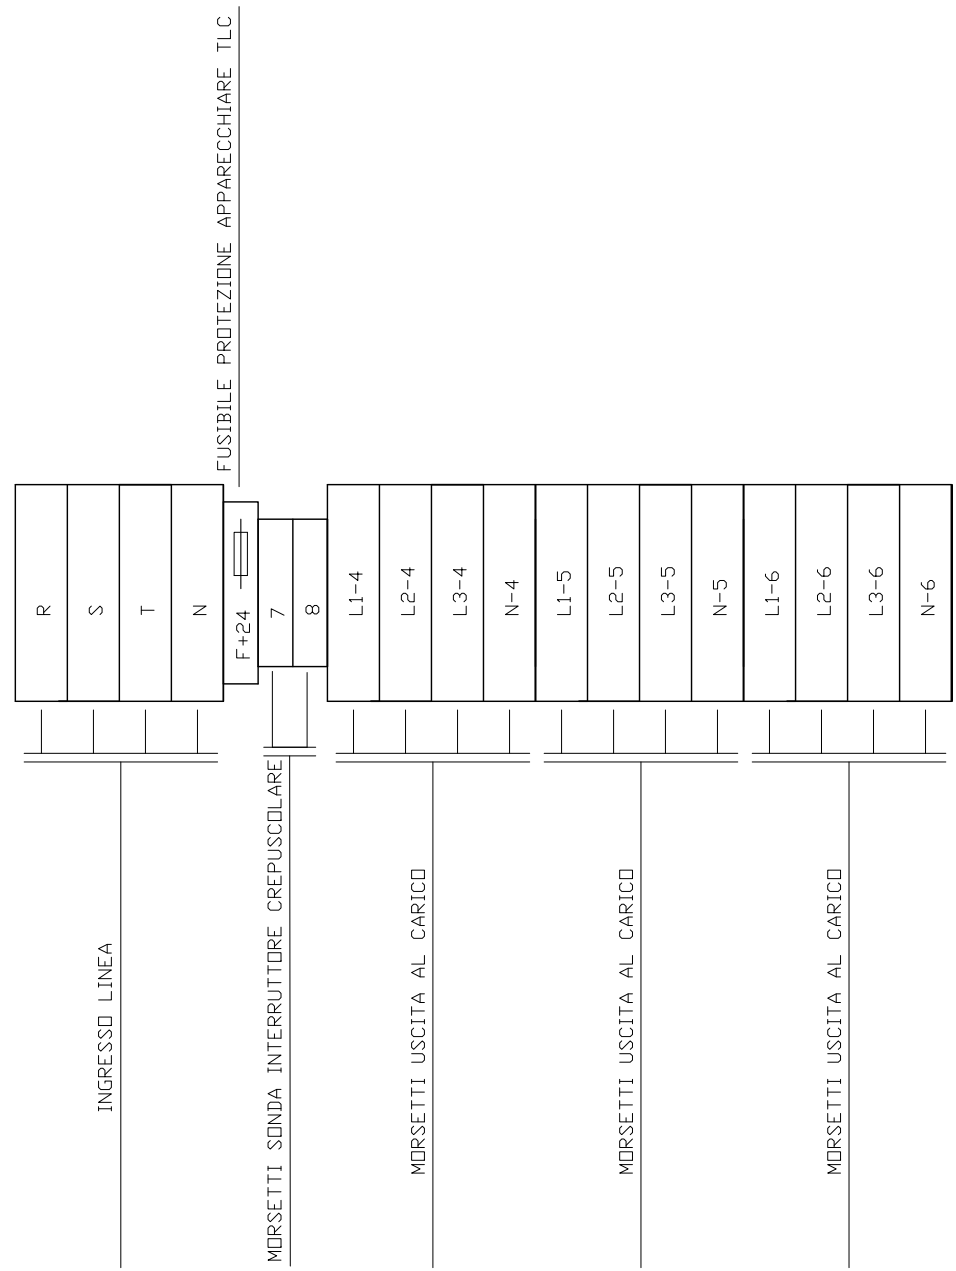 FUSIBILE PROTEZIONE APPARECCHIARE TLC
R
S
T
N
F+24
7
8
L1-4
L2-4
L3-4
N-4
L1-5
L2-5
L3-5
N-5
L1-6
L2-6
L3-6
N-6
INGRESSO LINEA
MORSETTI SONDA INTERRUTTORE CREPUSCOLARE
MORSETTI USCITA AL CARICO
MORSETTI USCITA AL CARICO
MORSETTI USCITA AL CARICO